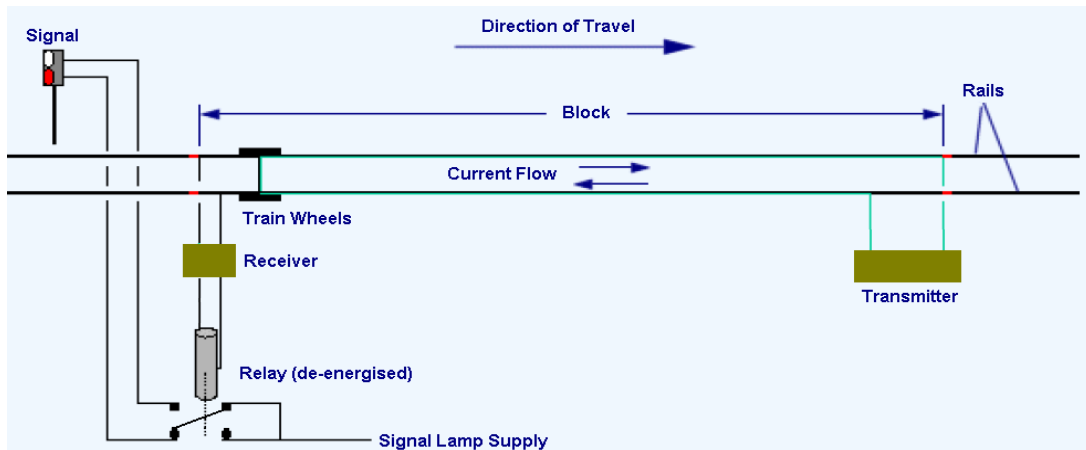 Direction of Travel
Signal
Rails
Block
Current Flow
Train Wheels
Receiver
Transmitter
Relay (de-energised)
Signal Lamp Supply